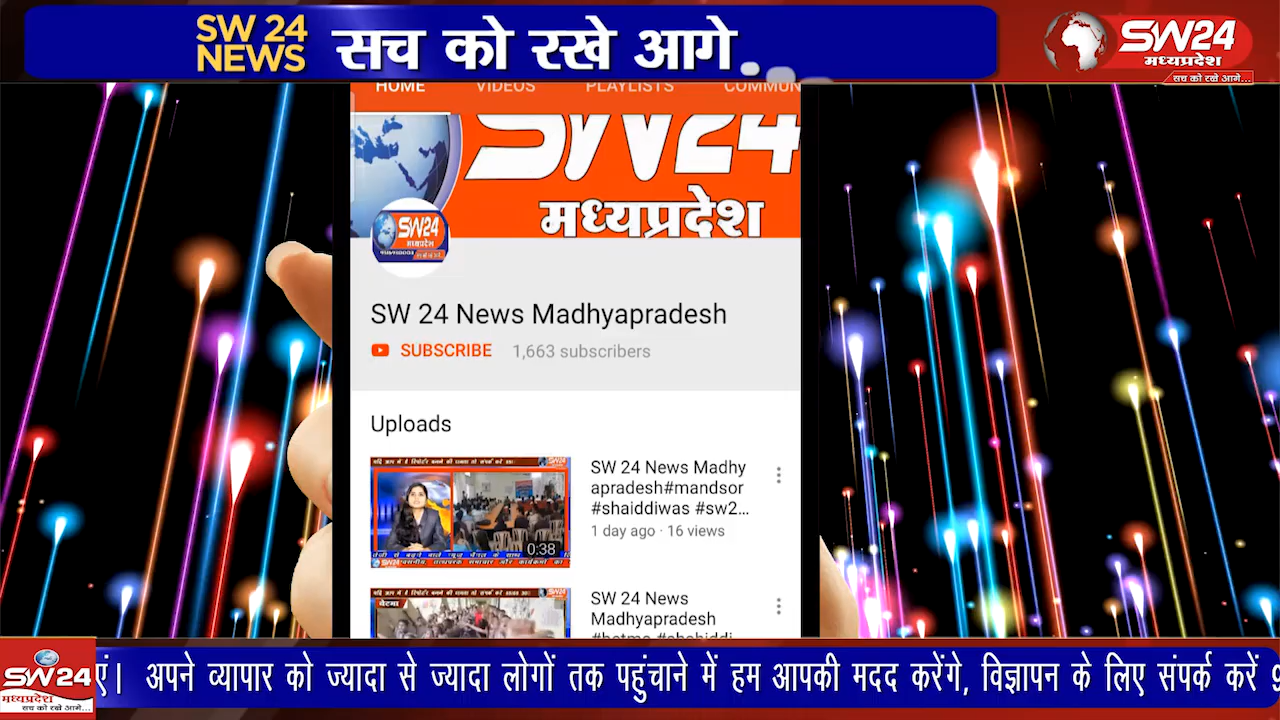 SW 24
NEWS
सच को रखे आगे
SW24
मध्यप्रदेश
सच को रखे आगे...
HOME VIDEOS PLAYLISTS COMMUN
SW24
मध्यप्रदेश
SW24
SW 24 News Madhyapradesh
SUBSCRIBE 1,663 subscribers
Uploads
SW 24 News Madhy
apradesh#mandsor
#shaiddiwas #sw2...
1 day ago · 16 views
0:38
SW 24 News
Madhyapradesh
SW24
मध्यप्रदेश
सच को रखे आगे...
एं। अपने व्यापार को ज्यादा से ज्यादा लोगों तक पहुंचाने में हम आपकी मदद करेंगे, विज्ञापन के लिए संपर्क करें 9